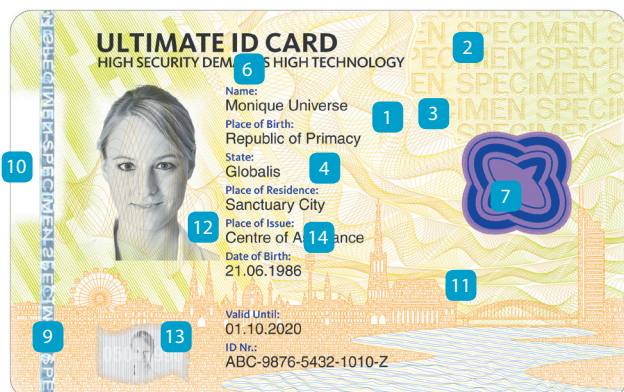 ULTIMATE ID CARD
HIGH SECURITY HIGH TECHNOLOGY
6
2
EN SPECIMEN S
EN SPECIMEN
SPECIMEN S
SPECIMEN
Name:
Monique Universe
1
3
Place of Birth:
Republic of Primacy
State:
Globalis
4
10
Place of Residence:
Sanctuary City
7
Place of Issue:
Centre of
12
14
Date of Birth:
21.06.1986
11
Valid Until:
01.10.2020
9
13
ID Nr.:
ABC-9876-5432-1010-Z
SPECIMEN SPECIMEN SPECIMEN